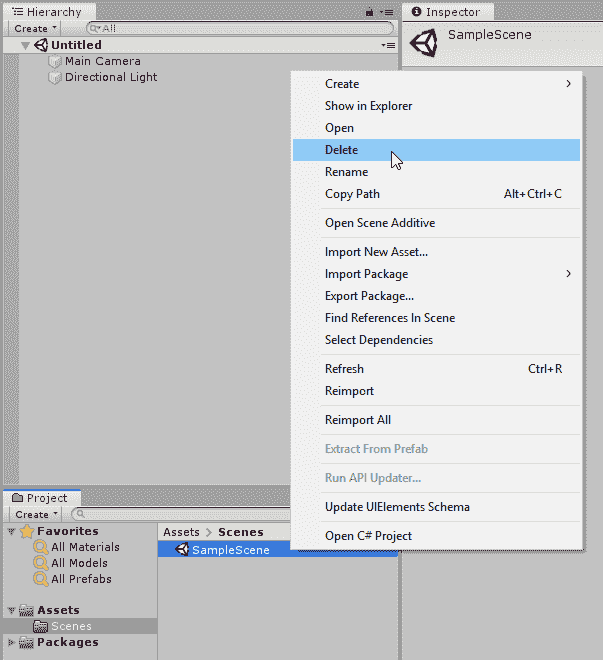 Hierarchy
Create
All
Untitled
Main Camera
Directional Light
Inspector
SampleScene
Create
Show in Explorer
Open
Delete
Rename
Copy Path Alt+Ctrl+C
Open Scene Additive
Import New Asset...
Import Package
Export Package...
Find References In Scene
Select Dependencies
Refresh Ctrl+R
Reimport
Reimport All
Extract From Prefab
Run API Updater...
Update UIElements Schema
Open C# Project
Project
Create
Favorites
All Materials
All Models
All Prefabs
Assets
Scenes
Packages
Assets > Scenes
SampleScene